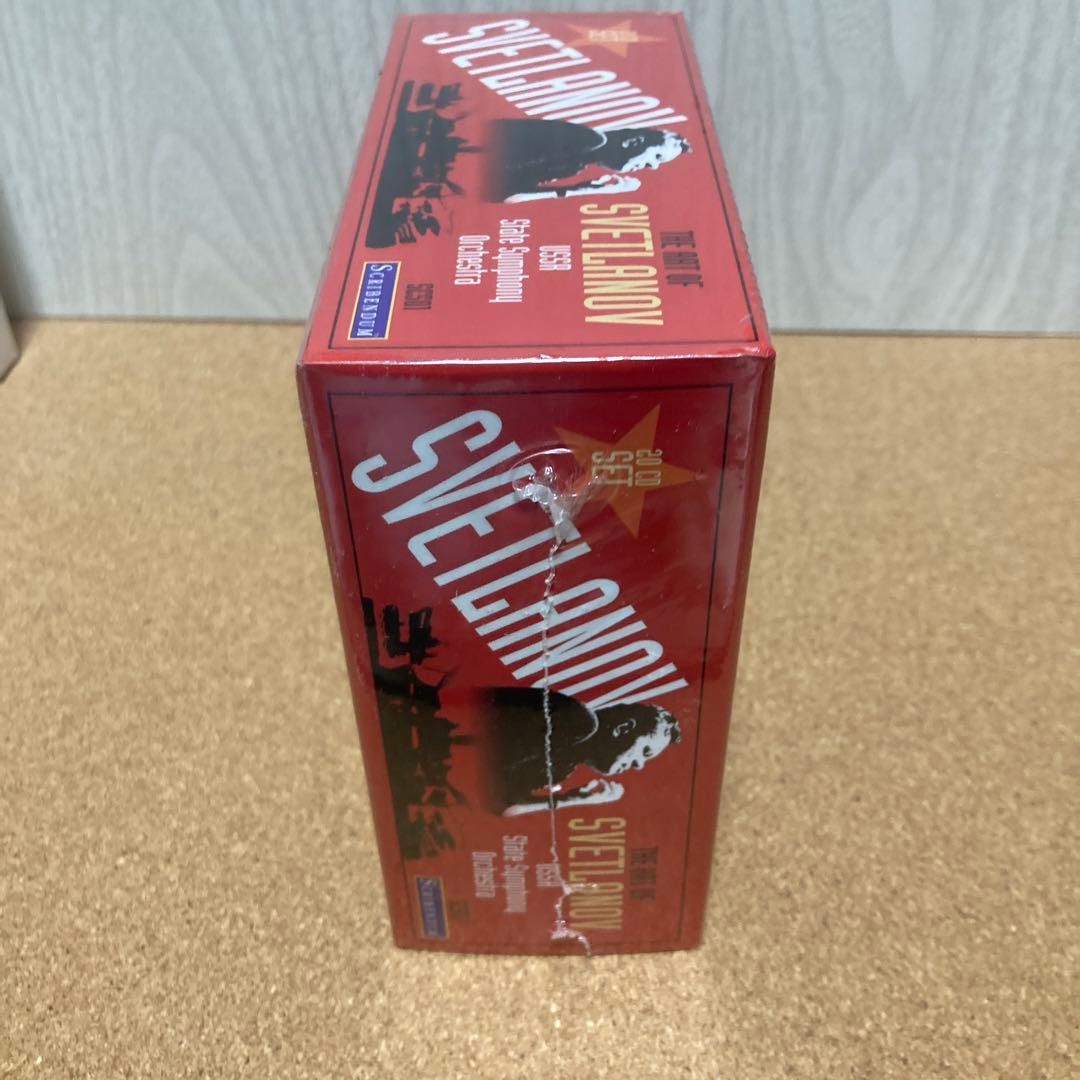 SVETLANOV
THE ART OF
SVETLANOV
USSR
State Symphony
Orchestra
SC501
SCRIBENDUM
20 CD
SET
SVETLANOV
THE ART OF
SVETLANOV
USSR
State Symphony
Orchestra
SCRIBENDUM